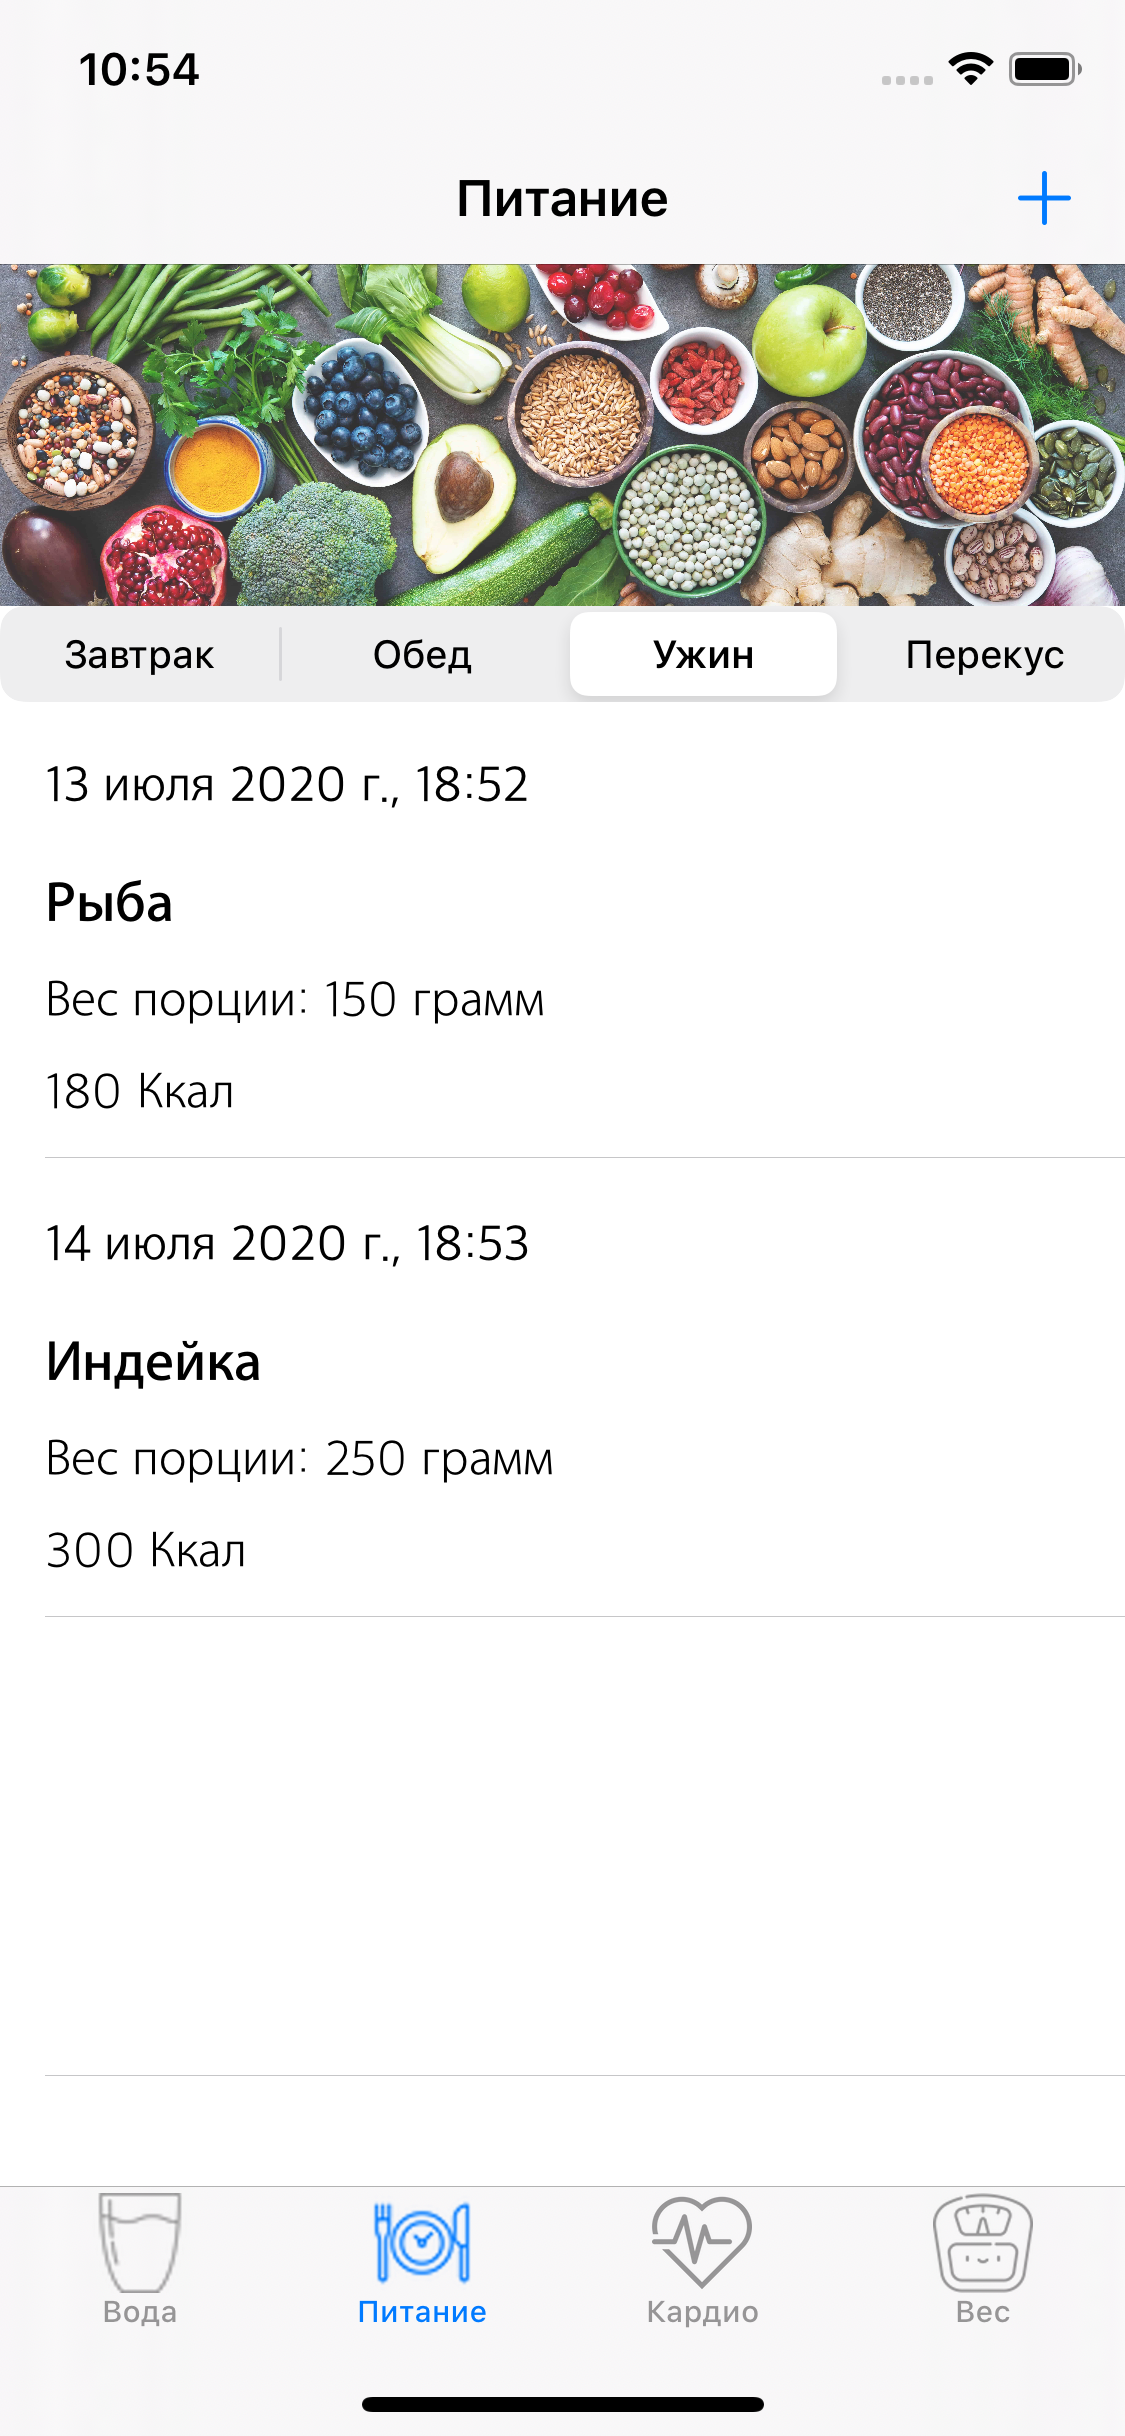 10:54
Питание
Завтрак Обед Ужин Перекус
13 июля 2020 г., 18:52
Рыба
Вес порции: 150 грамм
180 Ккал
14 июля 2020 г., 18:53
Индейка
Вес порции: 250 грамм
300 Ккал
Вода Питание Кардио Вес